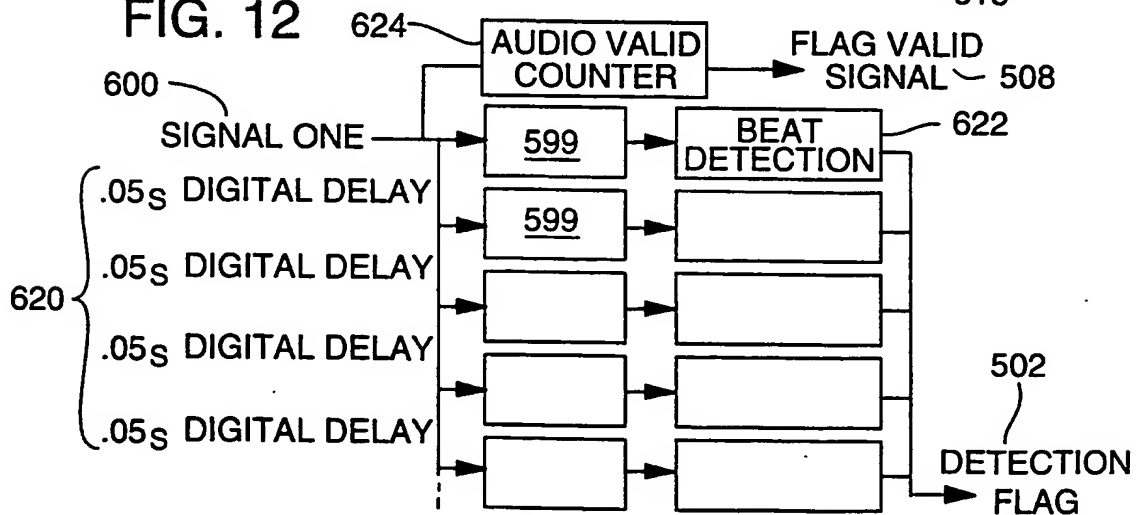 FIG. 12
624
AUDIO VALID
COUNTER
FLAG VALID
SIGNAL
508
600
SIGNAL ONE
599
BEAT
DETECTION
622
.05S DIGITAL DELAY
599
.05S DIGITAL DELAY
620
.05S DIGITAL DELAY
.05S DIGITAL DELAY
502
DETECTION
FLAG